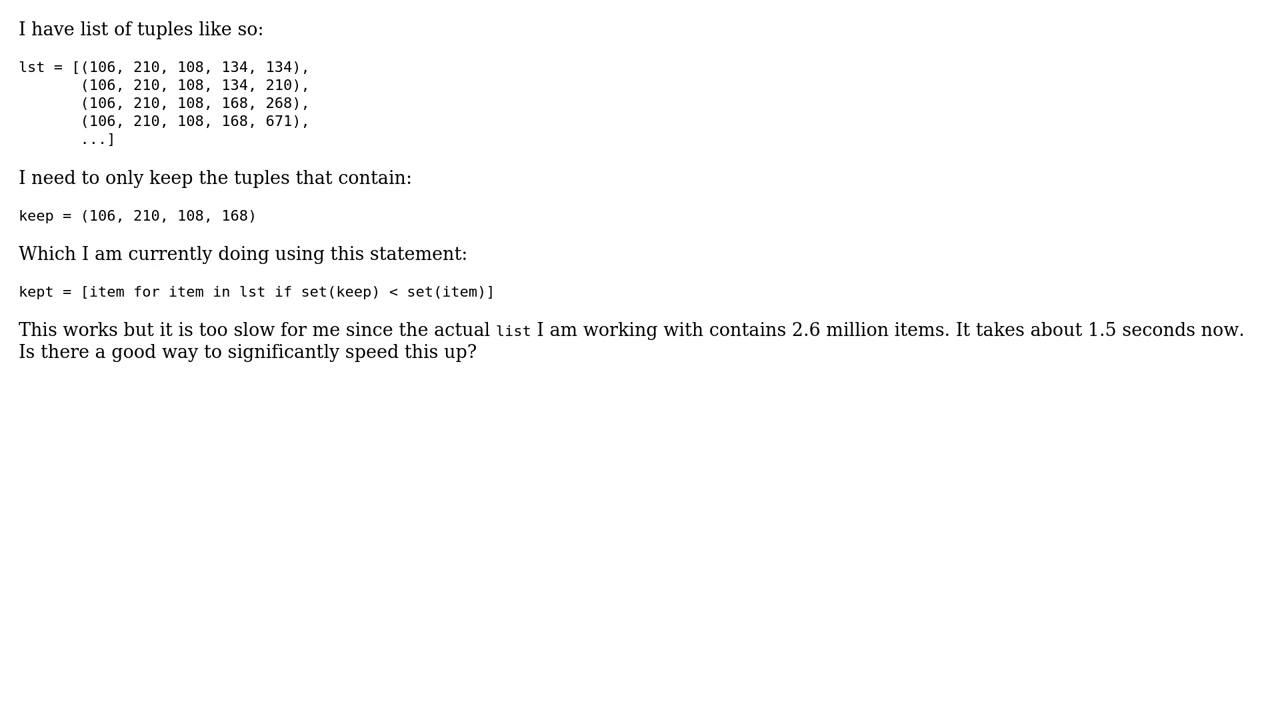 I have list of tuples like so:
lst = [(106, 210, 108, 134, 134),
       (106, 210, 108, 134, 210),
       (106, 210, 108, 168, 268),
       (106, 210, 108, 168, 671),
       ...]
I need to only keep the tuples that contain:
keep = (106, 210, 108, 168)
Which I am currently doing using this statement:
kept = [item for item in lst if set(keep) < set(item)]
This works but it is too slow for me since the actual list I am working with contains 2.6 million items. It takes about 1.5 seconds now.
Is there a good way to significantly speed this up?